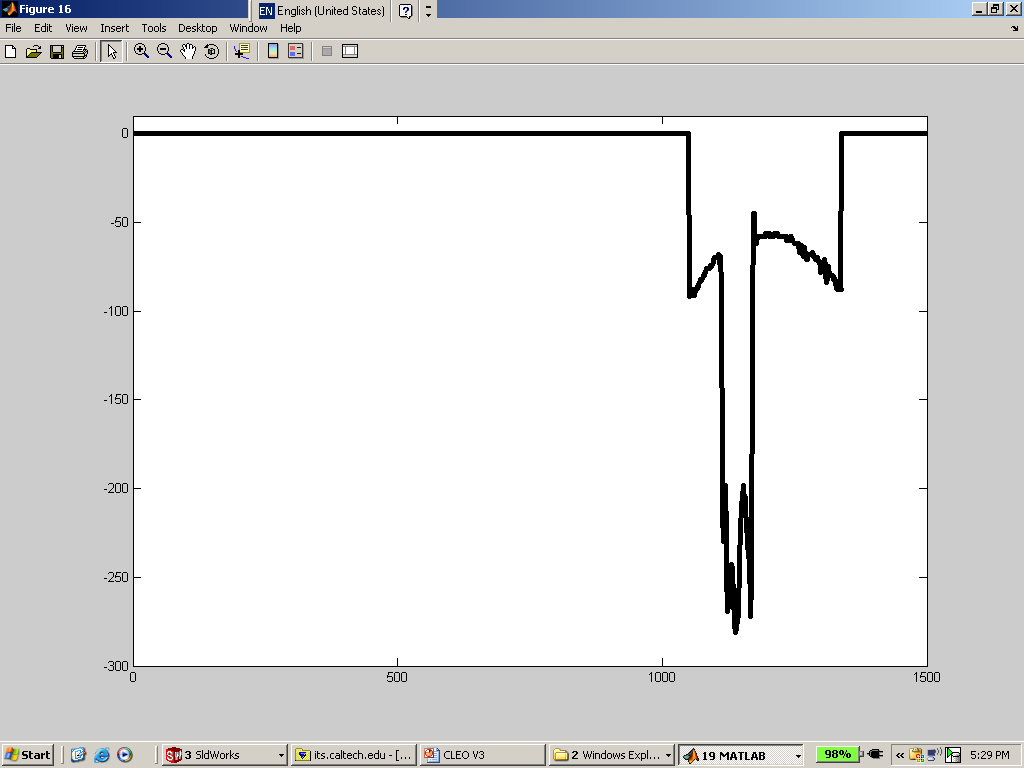 Figure 16
EN English (United States)
File Edit View Insert Tools Desktop Window Help
0
-50
-100
-150
-200
-250
-300
0 500 1000 1500
Start 3 SldWorks its.caltech.edu - [... CLEO V3 2 Windows Expl... 19 MATLAB 98% « 5:29 PM